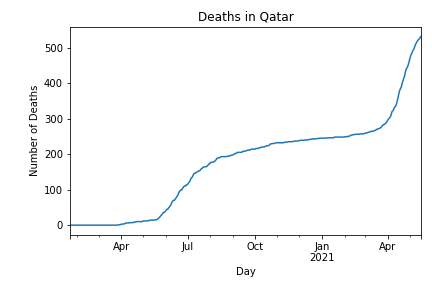 Deaths in Qatar
500
400
300
200
100
0
Number of Deaths
Apr
Jul
Oct
Jan
2021
Apr
Day